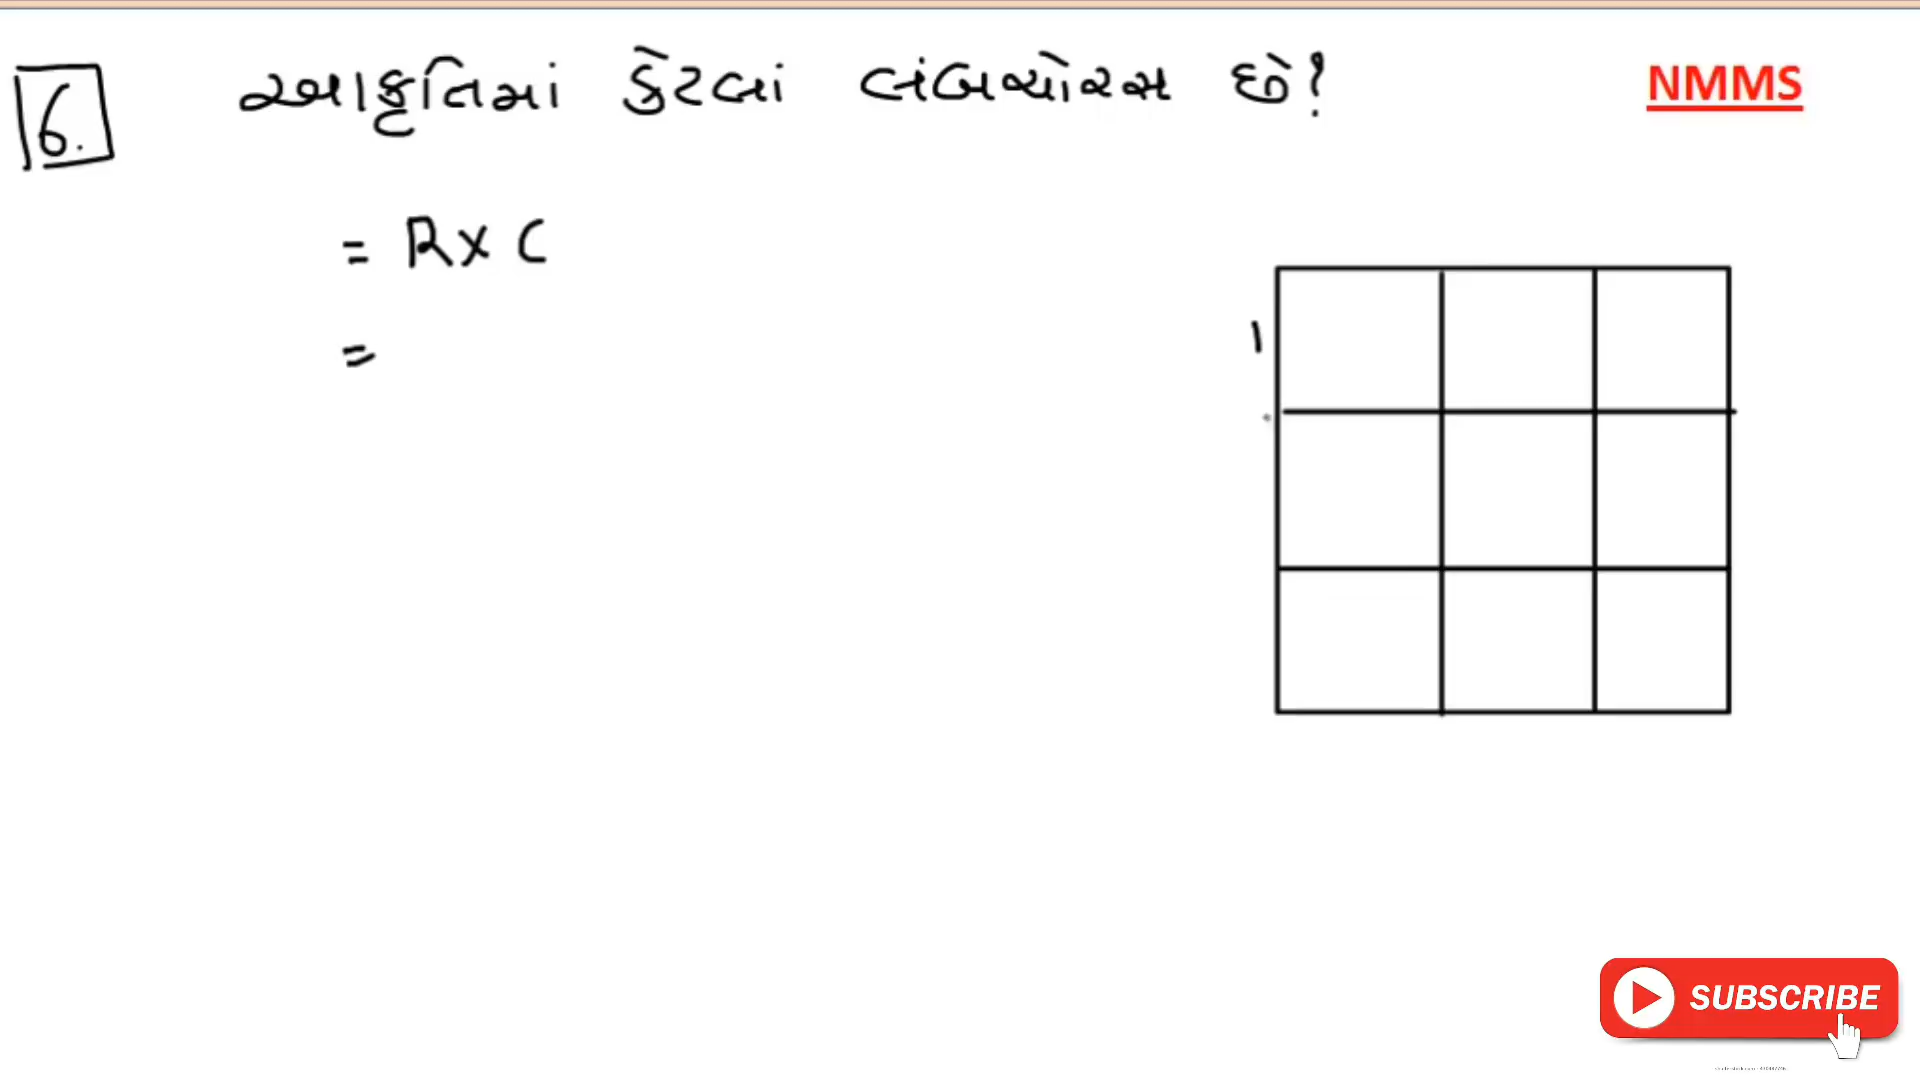 6. આકૃતિમાં કેટલાં લંબચોરસ છે?
NMMS
= R x C
=
1
SUBSCRIBE